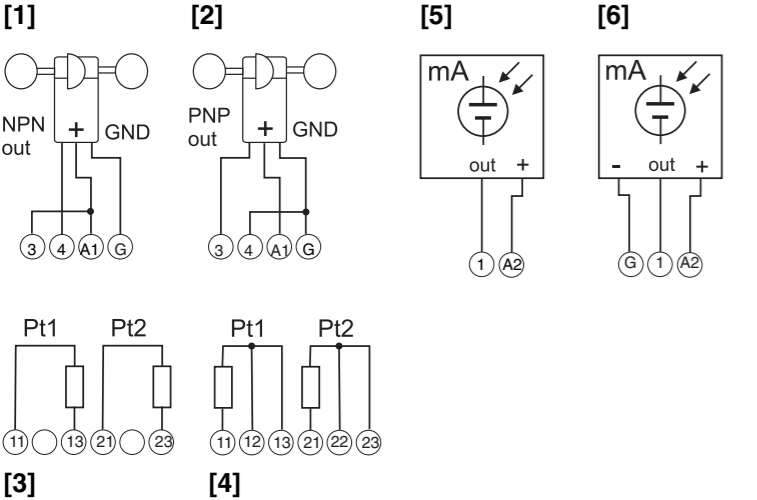 [1]
[2]
[5]
[6]
NPN
out
+
GND
PNP
out
+
GND
mA
out +
mA
- out +
3 4 A1 G
3 4 A1 G
1 A2
G 1 A2
Pt1 Pt2
Pt1 Pt2
11 13 21 23
11 12 13 21 22 23
[3]
[4]